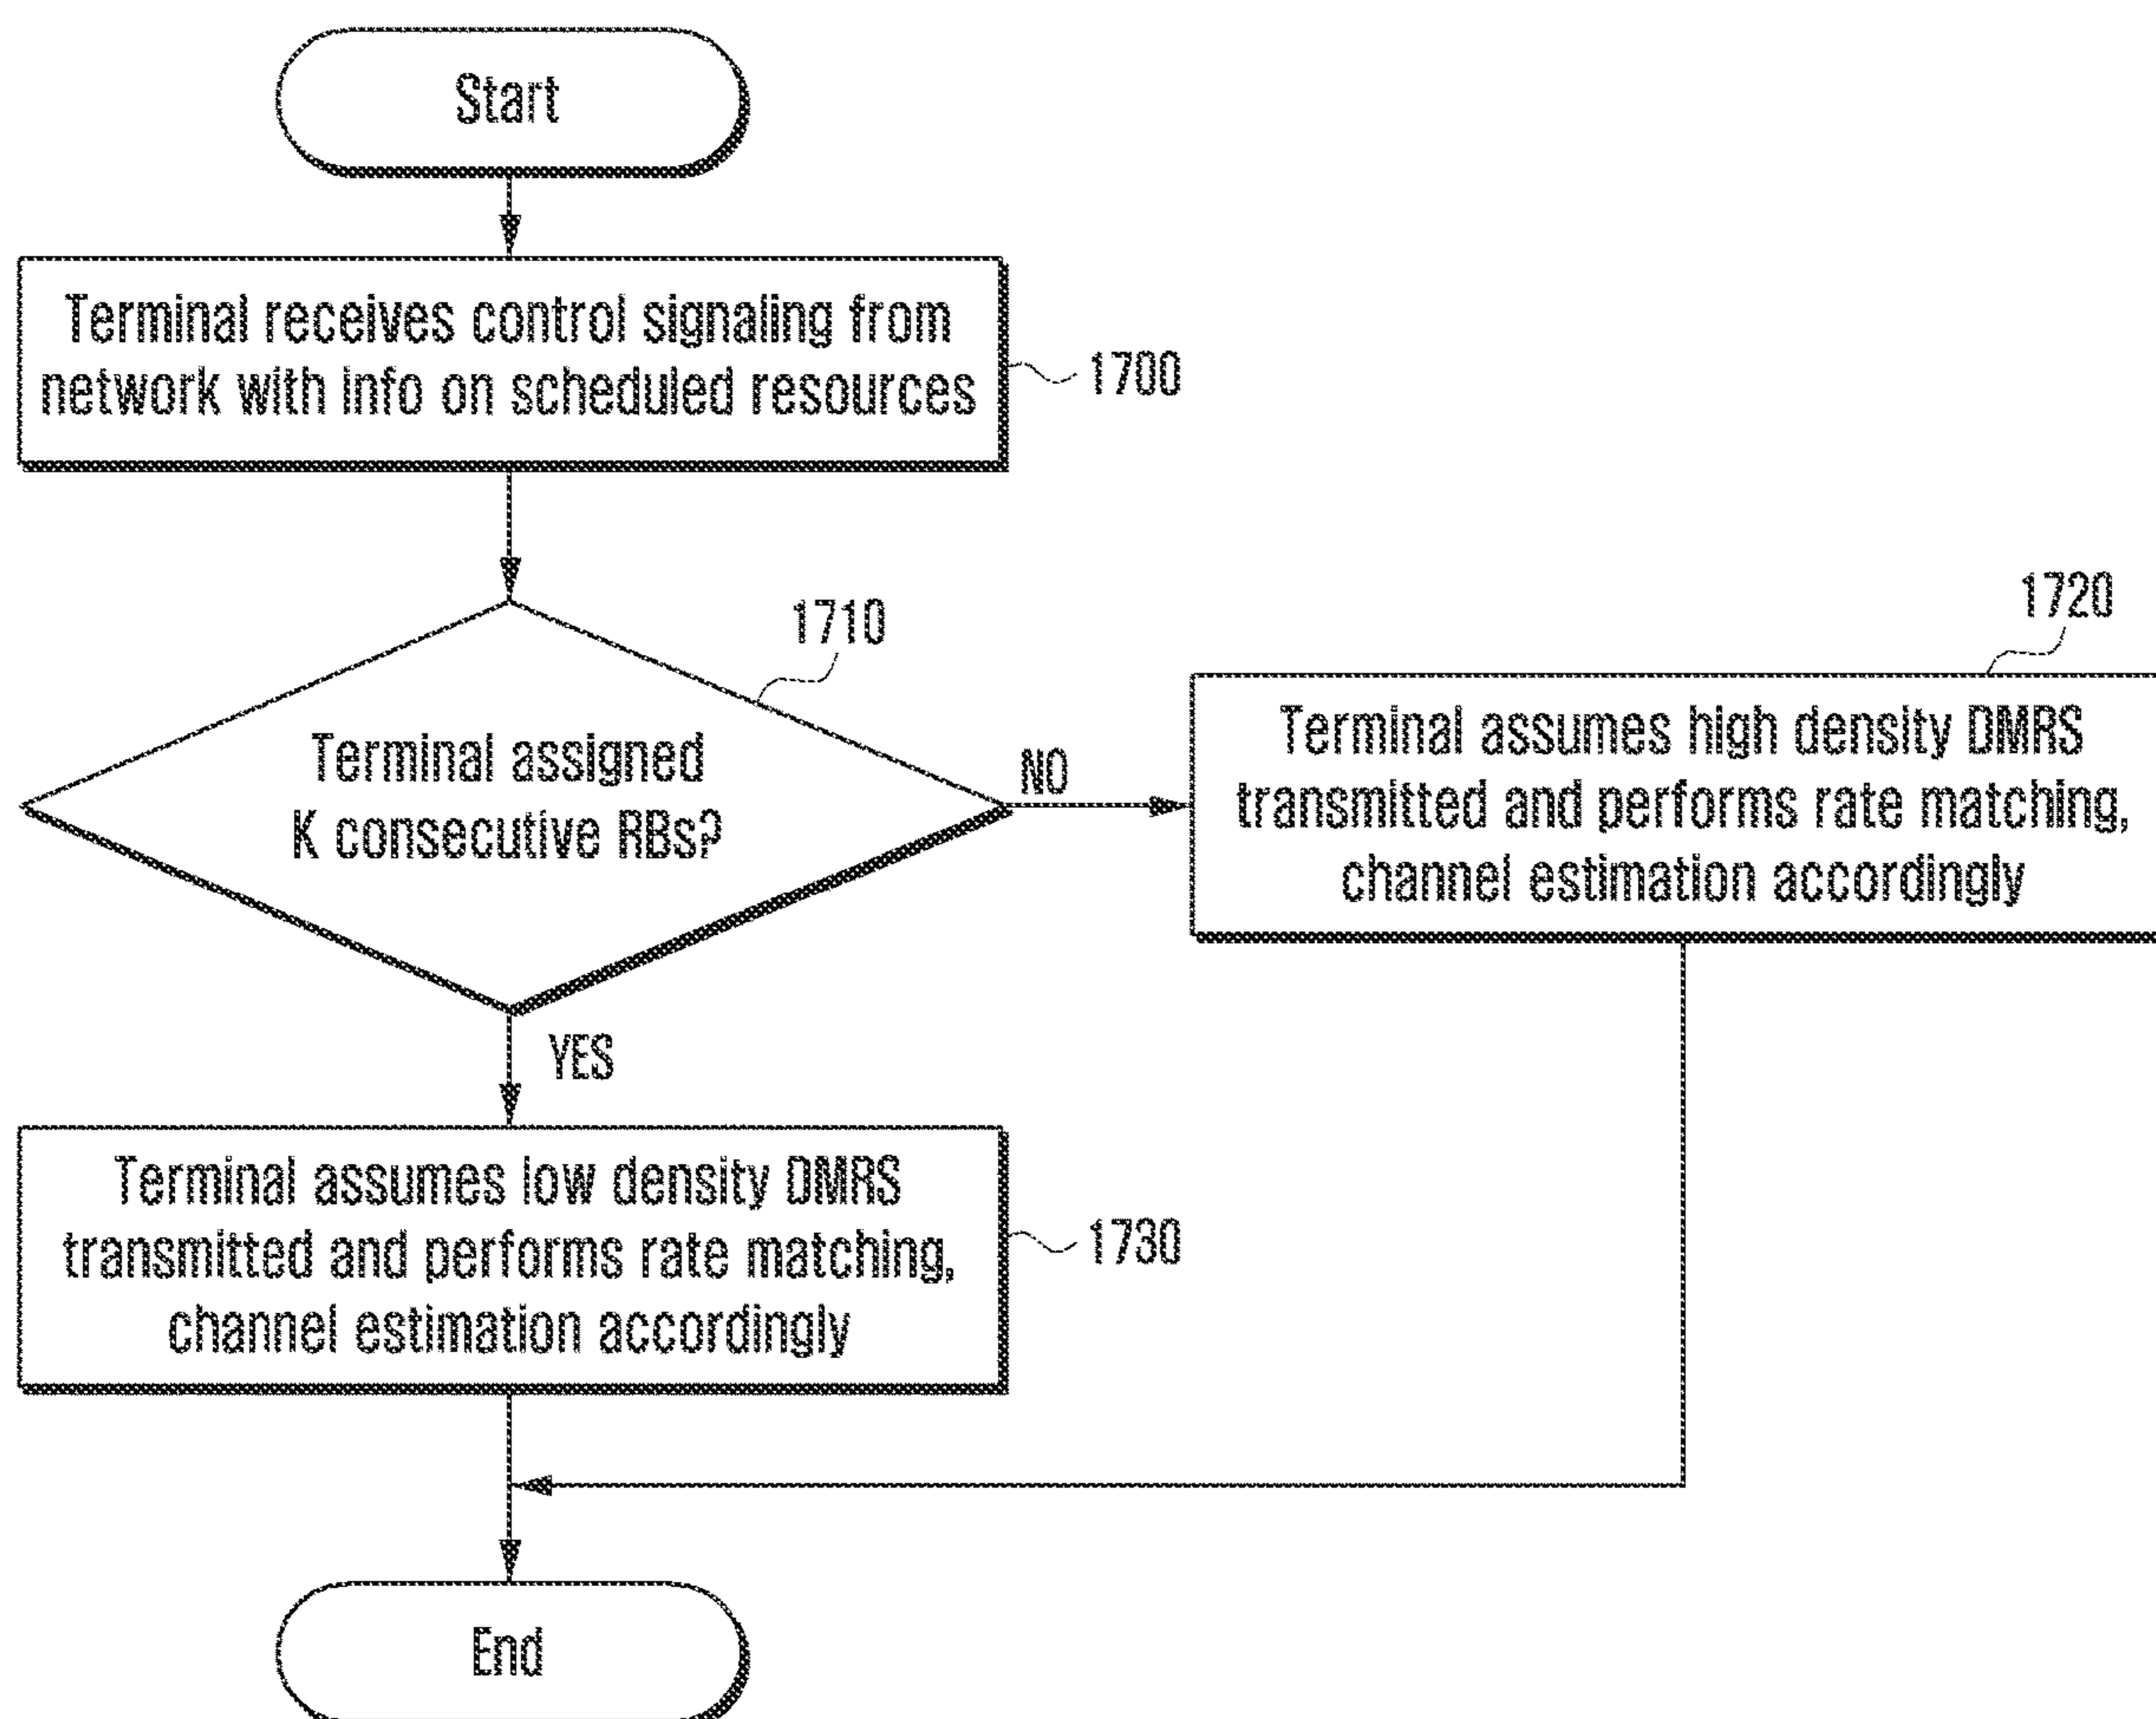 Start
Terminal receives control signaling from
network with info on scheduled resources
1700
1710
Terminal assigned
K consecutive RBs?
NO
1720
Terminal assumes high density DMRS
transmitted and performs rate matching,
channel estimation accordingly
YES
Terminal assumes low density DMRS
transmitted and performs rate matching,
channel estimation accordingly
1730
End